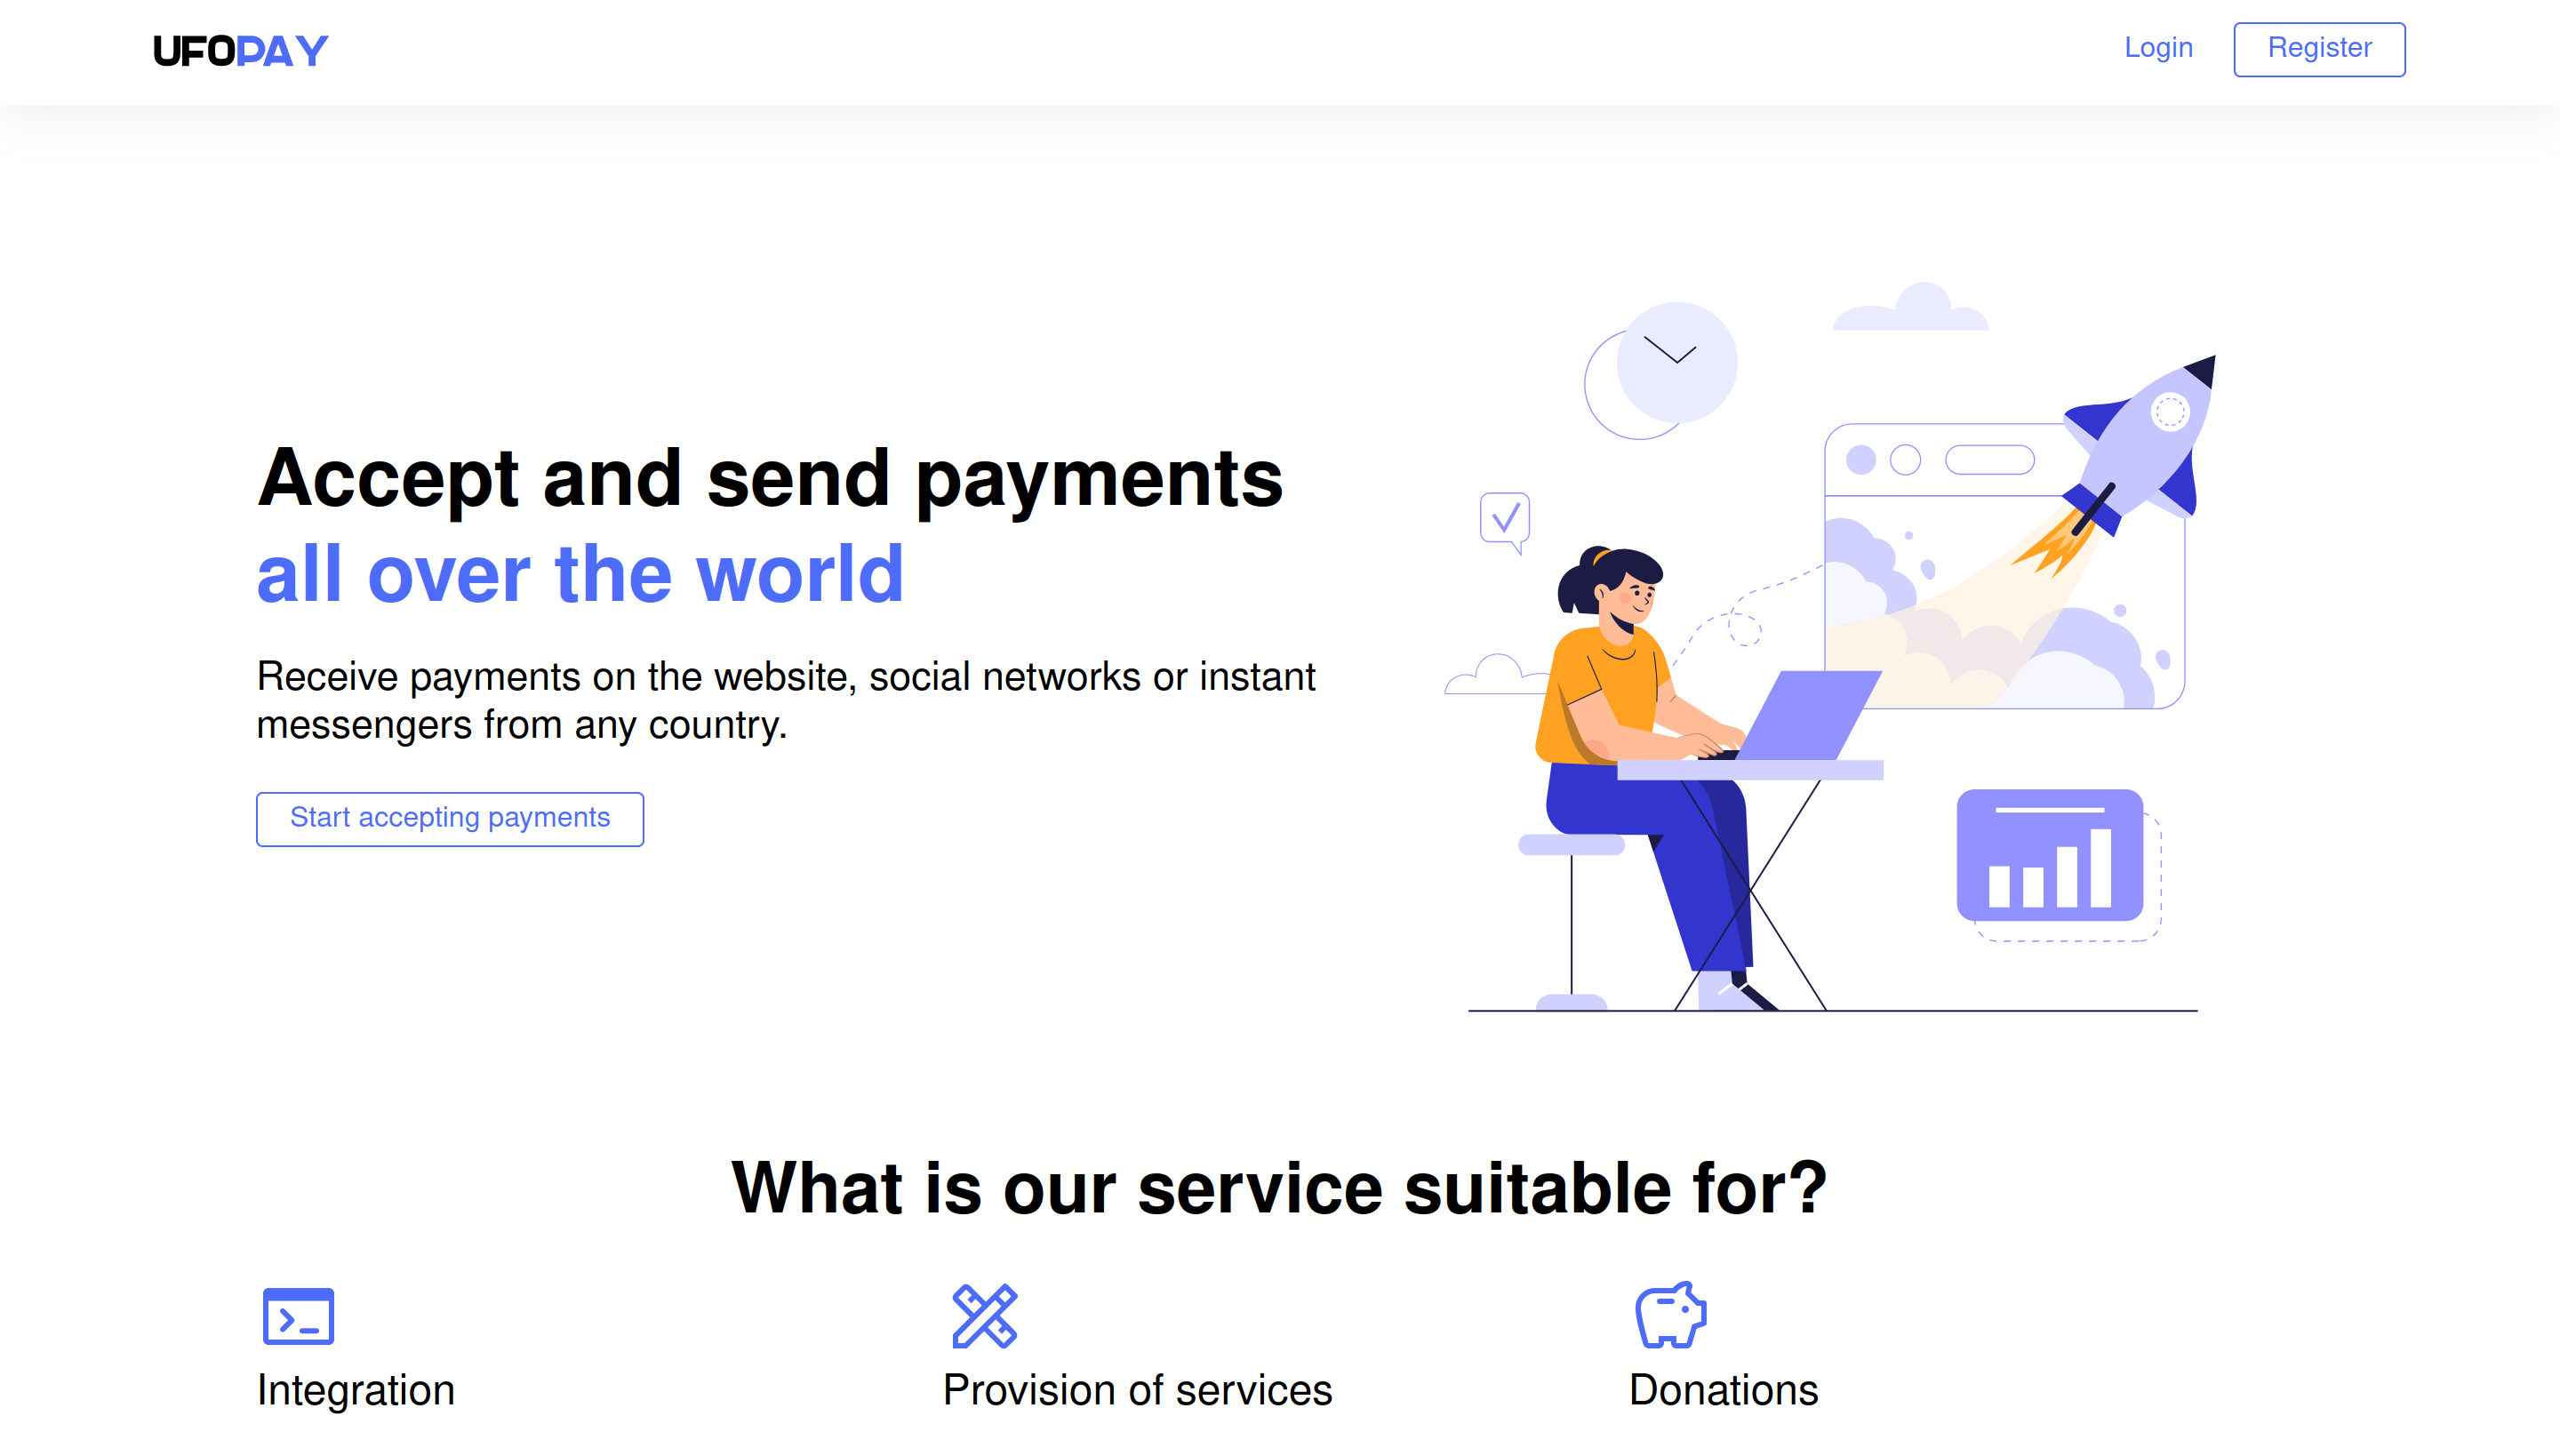 UFOPAY
Login
Register
Accept and send payments
all over the world
Receive payments on the website, social networks or instant
messengers from any country.
Start accepting payments
What is our service suitable for?
Integration
Provision of services
Donations